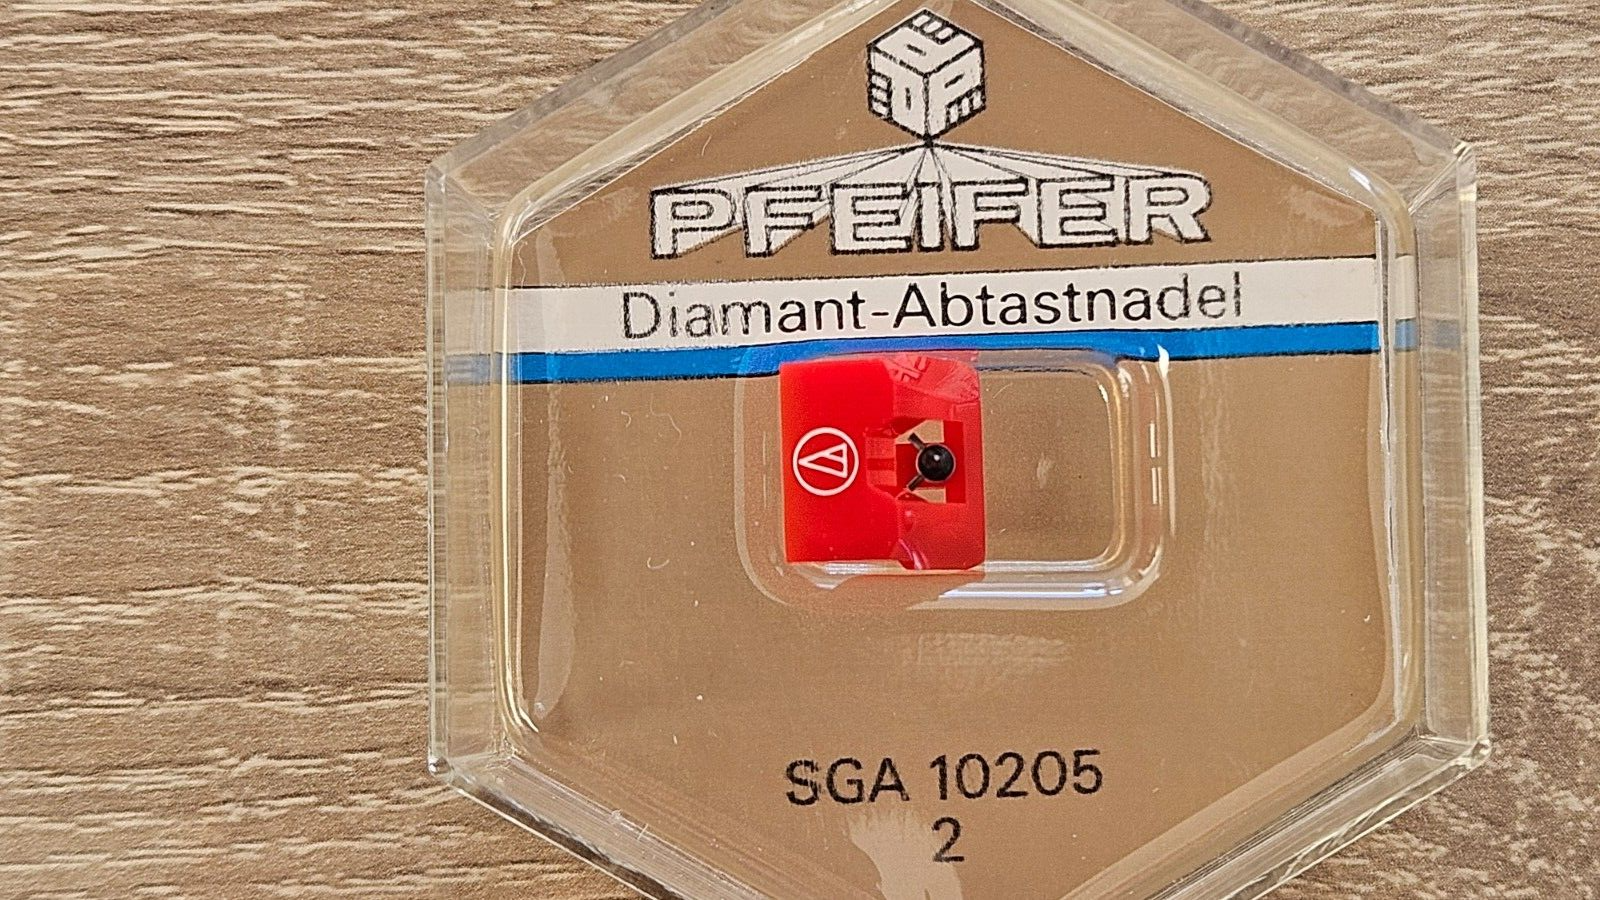 PFEIFER
Diamant-Abtastnadel
SGA 10205
2